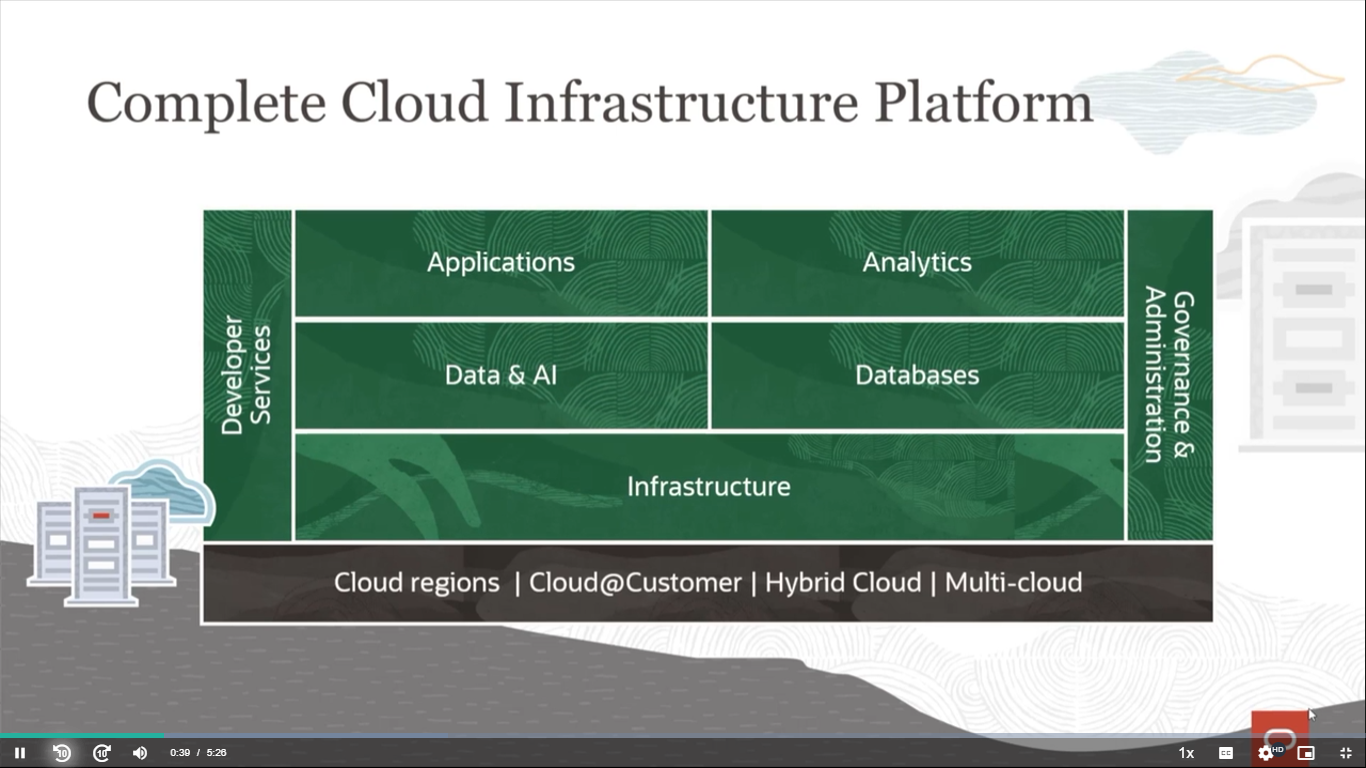 Complete Cloud Infrastructure Platform
Developer
Services
Applications
Analytics
Data & AI
Databases
Infrastructure
Governance &
Administration
Cloud regions | Cloud@Customer | Hybrid Cloud | Multi-cloud
10
10
0:39 / 5:26
1x
CC
HD